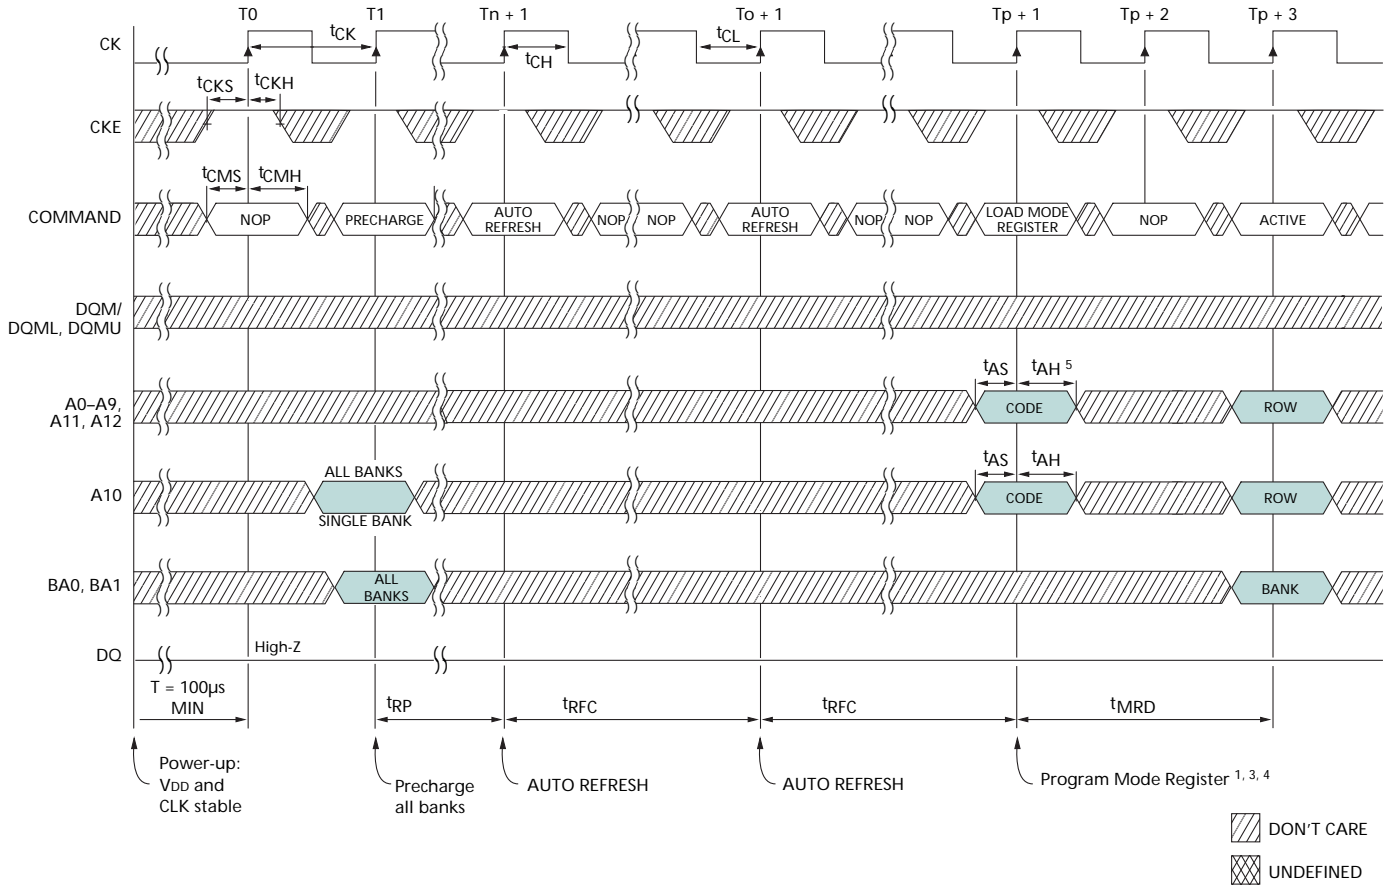 T0 T1 Tn + 1 To + 1 Tp + 1 Tp + 2 Tp + 3
CK
tCK
tCH
tCL
tCKS tCKH
CKE
tCMS tCMH
COMMAND
NOP PRECHARGE AUTO REFRESH NOP NOP AUTO REFRESH NOP NOP LOAD MODE REGISTER NOP ACTIVE
DQM/
DQML, DQMU
tAS tAH 5
A0–A9,
A11, A12
CODE ROW
tAS tAH
ALL BANKS
A10
CODE ROW
SINGLE BANK
BA0, BA1
ALL BANKS
BANK
DQ
High-Z
T = 100µs
MIN
tRP tRFC tRFC tMRD
Power-up:
VDD and
CLK stable
Precharge
all banks
AUTO REFRESH
AUTO REFRESH
Program Mode Register 1, 3, 4
DON'T CARE
UNDEFINED